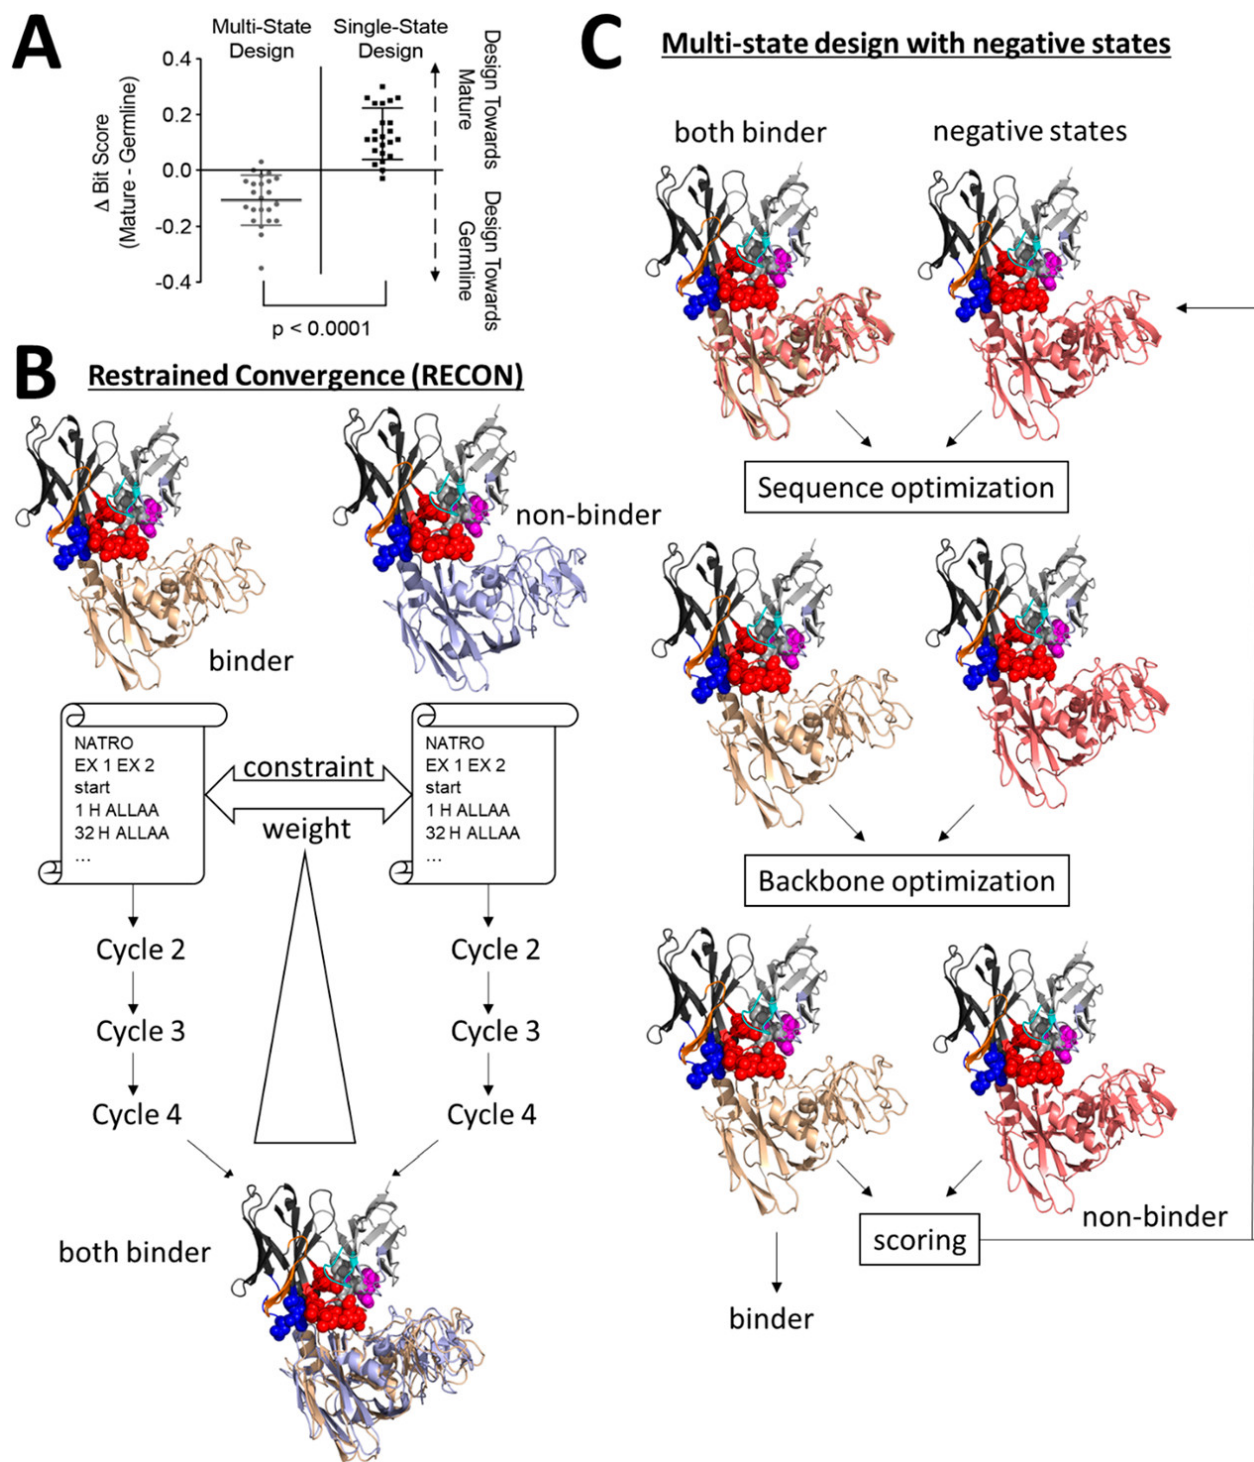 A
Multi-State
Design
Single-State
Design
Δ Bit Score
(Mature - Germline)
0.4
0.2
0.0
-0.2
-0.4
Design Towards
Mature
Design Towards
Germline
p < 0.0001
B
Restrained Convergence (RECON)
binder
non-binder
NATRO
EX 1 EX 2
start
1 H ALLAA
32 H ALLAA
...
constraint
weight
NATRO
EX 1 EX 2
start
1 H ALLAA
32 H ALLAA
...
Cycle 2
Cycle 3
Cycle 4
Cycle 2
Cycle 3
Cycle 4
both binder
C
Multi-state design with negative states
both binder
negative states
Sequence optimization
Backbone optimization
non-binder
scoring
binder